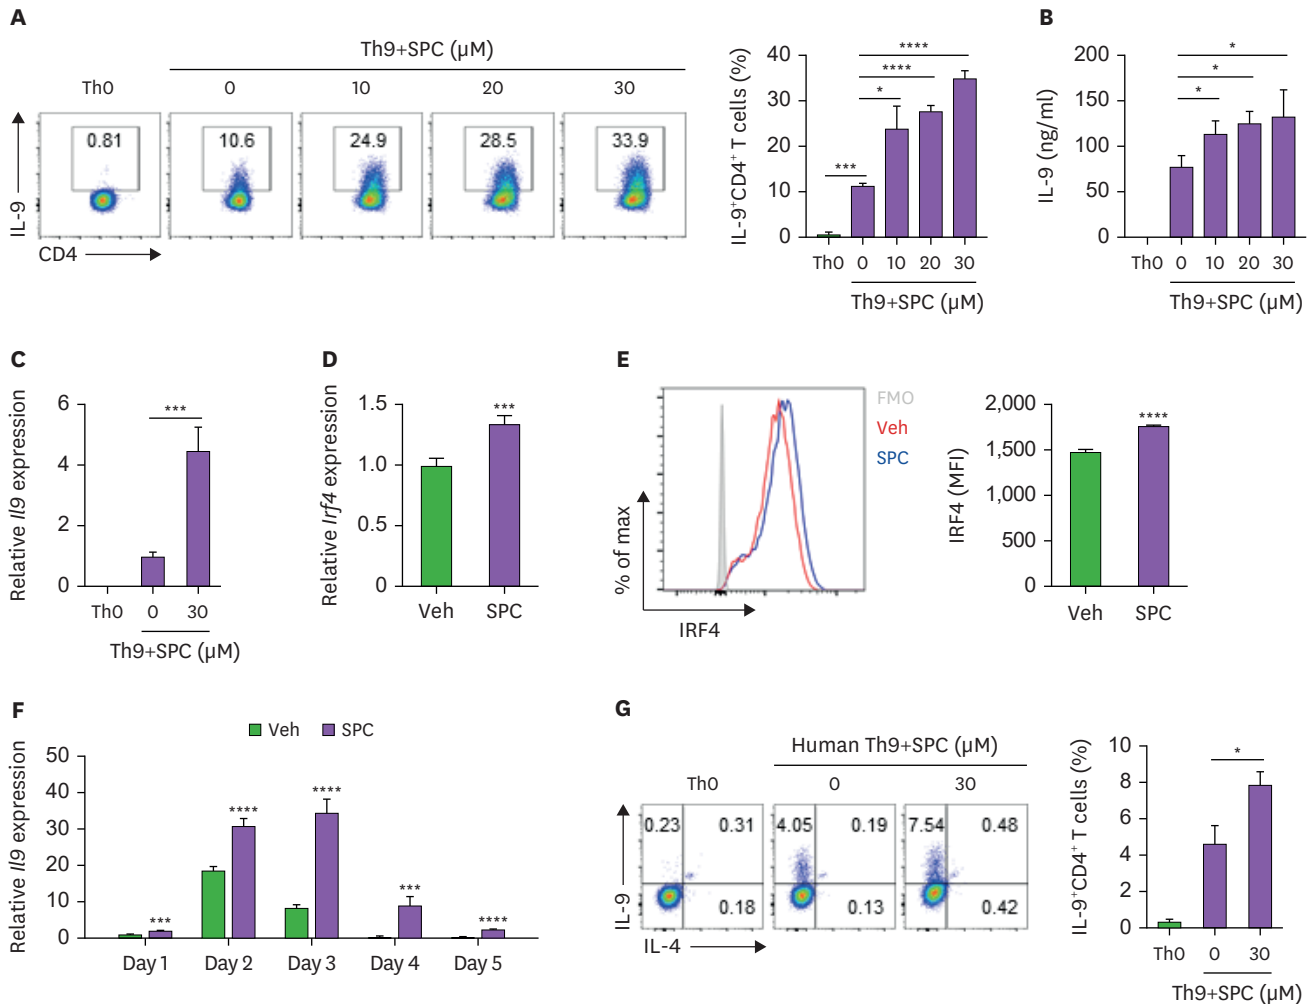 A
Th9+SPC (µM)
Th0 0 10 20 30
0.81 10.6 24.9 28.5 33.9
IL-9
CD4
IL-9⁺CD4⁺ T cells (%)
40
30
20
10
0
***
*
****
****
Th0 0 10 20 30
Th9+SPC (µM)
B
IL-9 (ng/ml)
200
150
100
50
0
*
*
*
Th0 0 10 20 30
Th9+SPC (µM)
C
Relative Il9 expression
6
4
2
0
***
Th0 0 30
Th9+SPC (µM)
D
Relative Irf4 expression
1.5
1.0
0.5
0
***
Veh SPC
E
% of max
IRF4
FMO
Veh
SPC
IRF4 (MFI)
2,000
1,500
1,000
500
0
****
Veh SPC
F
Veh SPC
Relative Il9 expression
50
40
30
20
10
0
*** **** **** *** ****
Day 1 Day 2 Day 3 Day 4 Day 5
G
Human Th9+SPC (µM)
Th0 0 30
0.23 0.31 4.05 0.19 7.54 0.48
0.18 0.13 0.42
IL-9
IL-4
IL-9⁺CD4⁺ T cells (%)
10
8
6
4
2
0
*
Th0 0 30
Th9+SPC (µM)